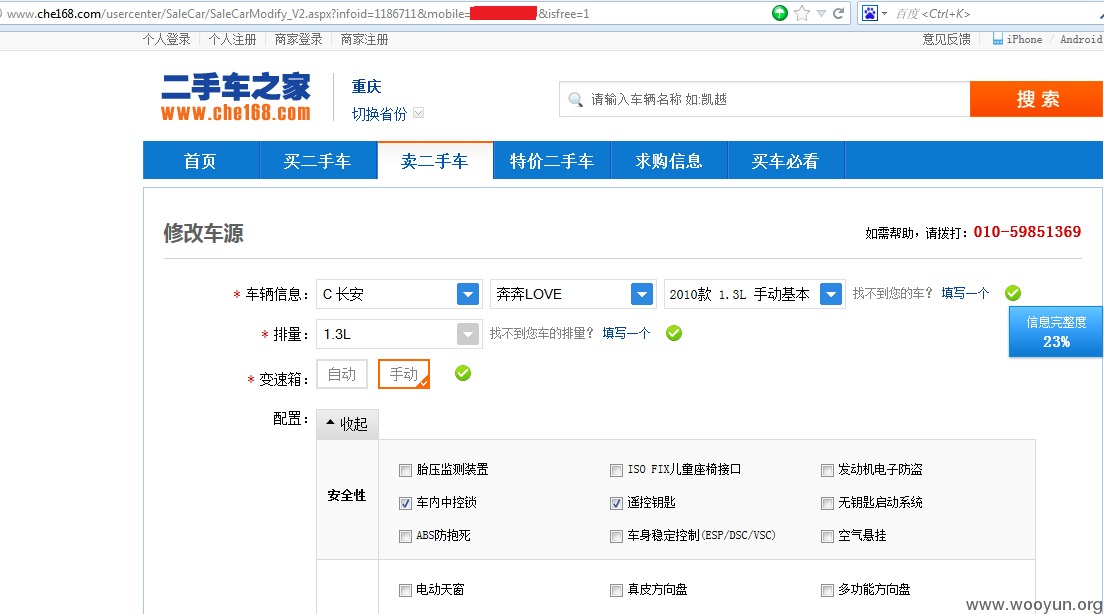 www.che168.com/usercenter/SaleCar/SaleCarModify_V2.aspx?infoid=1186711&mobile= &isfree=1 百度 <Ctrl+K>
个人登录 个人注册 商家登录 商家注册 意见反馈 iPhone / Android
二手车之家 重庆
www.che168.com 切换省份 请输入车辆名称 如:凯越 搜 索
首页 买二手车 卖二手车 特价二手车 求购信息 买车必看
修改车源 如需帮助，请拨打：010-59851369
* 车辆信息： C 长安 奔奔LOVE 2010款 1.3L 手动基本 找不到您的车？ 填写一个
信息完整度
23%
* 排量： 1.3L 找不到您车的排量？ 填写一个
* 变速箱： 自动 手动
配置： 收起
安全性
胎压监测装置 ISO FIX儿童座椅接口 发动机电子防盗
车内中控锁 遥控钥匙 无钥匙启动系统
ABS防抱死 车身稳定控制(ESP/DSC/VSC) 空气悬挂
电动天窗 真皮方向盘 多功能方向盘
www.wooyun.org